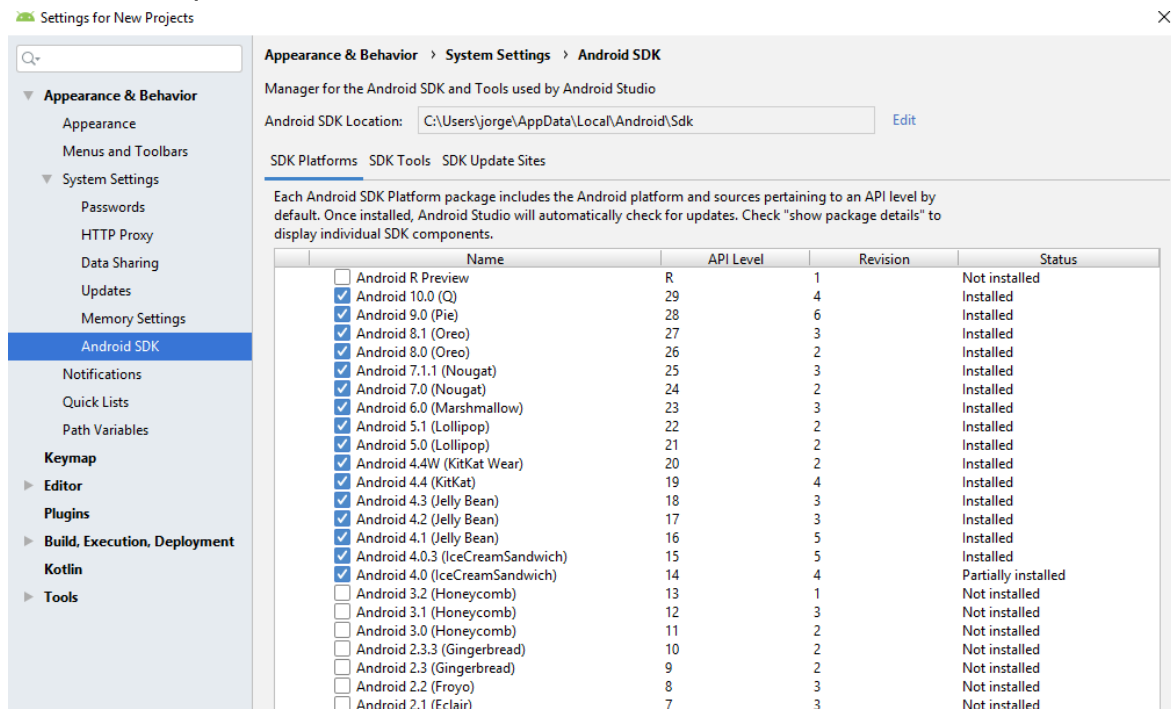 Settings for New Projects
Appearance & Behavior
Appearance
Menus and Toolbars
System Settings
Passwords
HTTP Proxy
Data Sharing
Updates
Memory Settings
Android SDK
Notifications
Quick Lists
Path Variables
Keymap
Editor
Plugins
Build, Execution, Deployment
Kotlin
Tools
Appearance & Behavior › System Settings › Android SDK
Manager for the Android SDK and Tools used by Android Studio
Android SDK Location: C:\Users\jorge\AppData\Local\Android\Sdk Edit
SDK Platforms SDK Tools SDK Update Sites
Each Android SDK Platform package includes the Android platform and sources pertaining to an API level by
default. Once installed, Android Studio will automatically check for updates. Check "show package details" to
display individual SDK components.
Name API Level Revision Status
Android R Preview R 1 Not installed
Android 10.0 (Q) 29 4 Installed
Android 9.0 (Pie) 28 6 Installed
Android 8.1 (Oreo) 27 3 Installed
Android 8.0 (Oreo) 26 2 Installed
Android 7.1.1 (Nougat) 25 3 Installed
Android 7.0 (Nougat) 24 2 Installed
Android 6.0 (Marshmallow) 23 3 Installed
Android 5.1 (Lollipop) 22 2 Installed
Android 5.0 (Lollipop) 21 2 Installed
Android 4.4W (KitKat Wear) 20 2 Installed
Android 4.4 (KitKat) 19 4 Installed
Android 4.3 (Jelly Bean) 18 3 Installed
Android 4.2 (Jelly Bean) 17 3 Installed
Android 4.1 (Jelly Bean) 16 5 Installed
Android 4.0.3 (IceCreamSandwich) 15 5 Installed
Android 4.0 (IceCreamSandwich) 14 4 Partially installed
Android 3.2 (Honeycomb) 13 1 Not installed
Android 3.1 (Honeycomb) 12 3 Not installed
Android 3.0 (Honeycomb) 11 2 Not installed
Android 2.3.3 (Gingerbread) 10 2 Not installed
Android 2.3 (Gingerbread) 9 2 Not installed
Android 2.2 (Froyo) 8 3 Not installed
Android 2.1 (Eclair) 7 3 Not installed